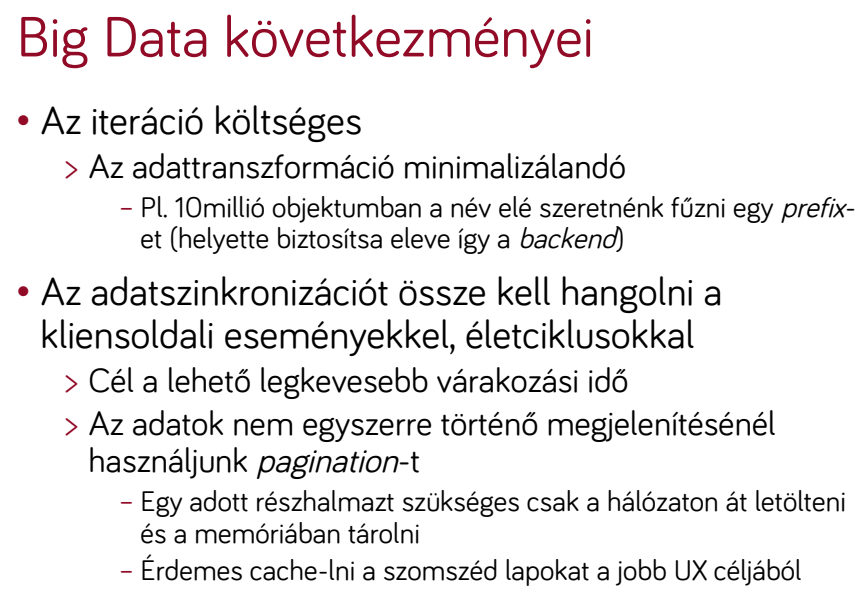 Big Data következményei
• Az iteráció költséges
> Az adattranszformáció minimalizálandó
– Pl. 10millió objektumban a név elé szeretnénk fűzni egy prefix-
et (helyette biztosítsa eleve így a backend)
• Az adatszinkronizációt össze kell hangolni a
kliensoldali eseményekkel, életciklusokkal
> Cél a lehető legkevesebb várakozási idő
> Az adatok nem egyszerre történő megjelenítésénél
használjunk pagination-t
– Egy adott részhalmazt szükséges csak a hálózaton át letölteni
és a memóriában tárolni
– Érdemes cache-lni a szomszéd lapokat a jobb UX céljából